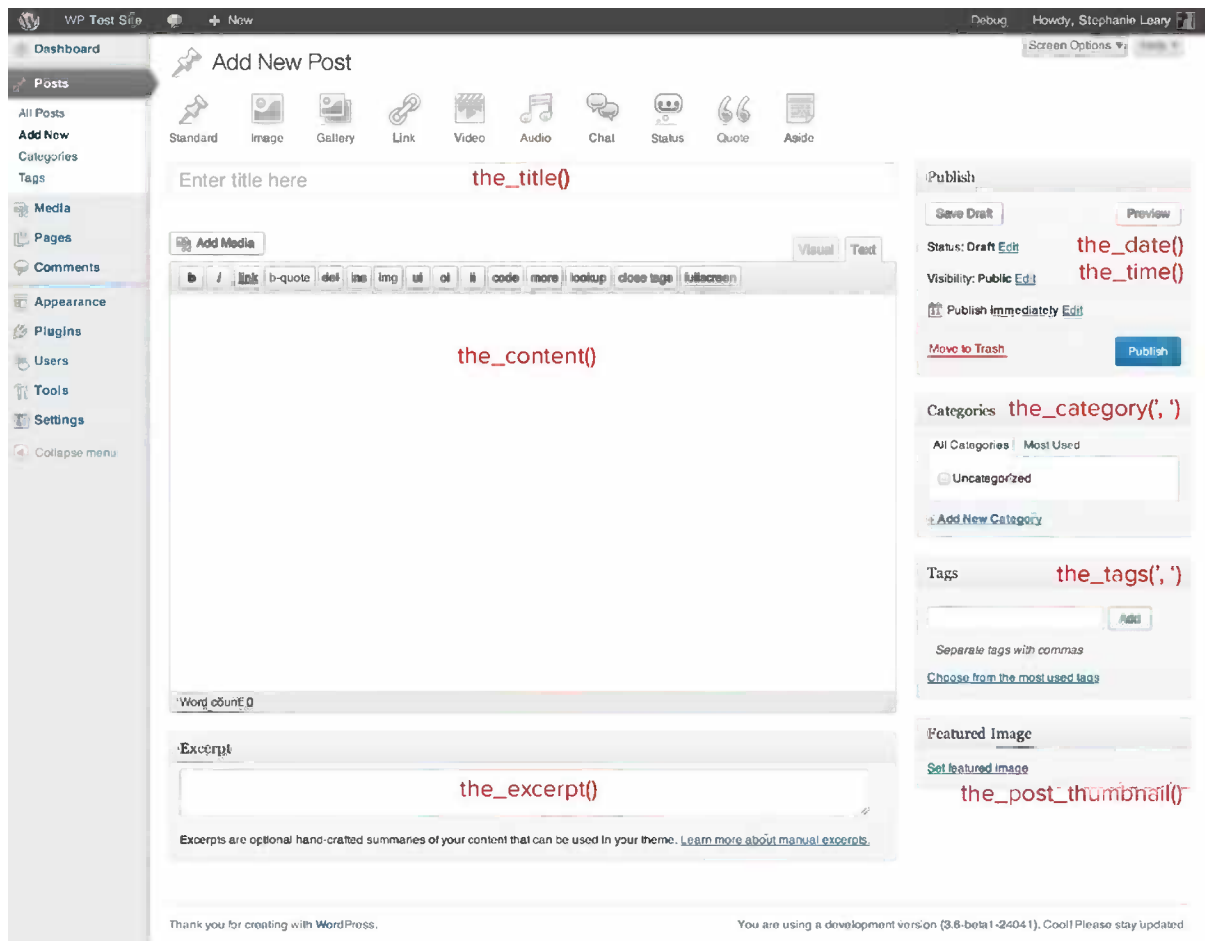 WP Test Site + New Debug Howdy, Stephanie Leary
Screen Options
Dashboard
Posts
All Posts
Add New
Categories
Tags
Media
Pages
Comments
Appearance
Plugins
Users
Tools
Settings
Collapse menu
Add New Post
Standard Image Gallery Link Video Audio Chat Status Quote Aside
Enter title here the_title()
Add Media Visual Text
b i link b-quote del ins img ul ol li code more lookup close tags fullscreen
the_content()
Word count: 0
Excerpt
the_excerpt()
Excerpts are optional hand-crafted summaries of your content that can be used in your theme. Learn more about manual excerpts.
Publish
Save Draft Preview
Status: Draft Edit the_date()
Visibility: Public Edit the_time()
Publish immediately Edit
Move to Trash Publish
Categories the_category(’, ‘)
All Categories Most Used
Uncategorized
+ Add New Category
Tags the_tags(’, ‘)
Add
Separate tags with commas
Choose from the most used tags
Featured Image
Set featured image
the_post_thumbnail()
Thank you for creating with WordPress. You are using a development version (3.6-beta1-24041). Cool! Please stay updated.